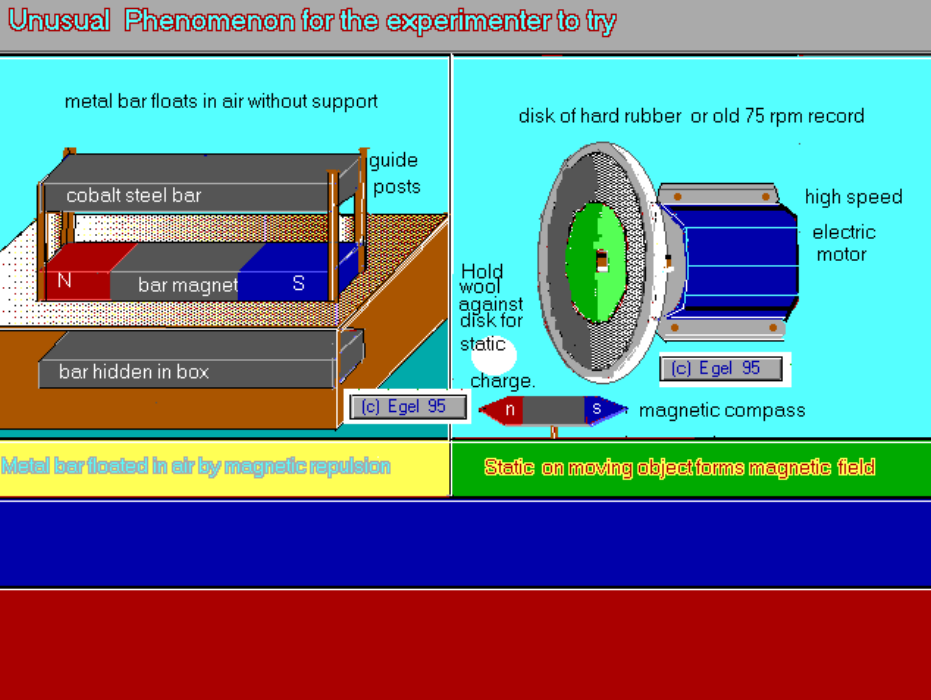 Unusual Phenomenon for the experimenter to try
metal bar floats in air without support
guide
posts
cobalt steel bar
N
bar magnet
S
bar hidden in box
(c) Egel 95
Metal bar floated in air by magnetic repulsion
disk of hard rubber or old 75 rpm record
high speed
electric
motor
Hold
wool
against
disk for
static
charge.
(c) Egel 95
n
s
magnetic compass
Static on moving object forms magnetic field